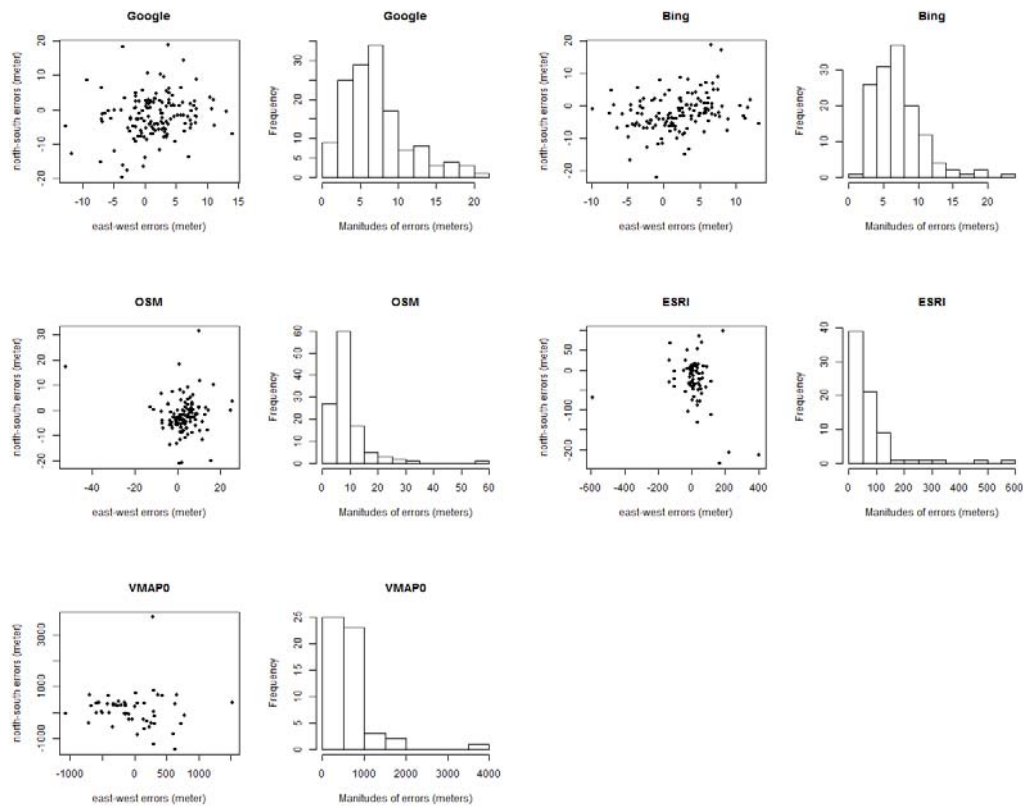 Google
north-south errors (meter)
20
10
0
-10
-20
-10 -5 0 5 10 15
east-west errors (meter)
Google
Frequency
30
20
10
5
0
5 10 15 20
0
Manitudes of errors (meters)
Bing
north-south errors (meter)
20
10
0
-10
-20
-10 -5 0 5 10
east-west errors (meter)
Bing
Frequency
30
20
10
0
0 5 10 15 20
Manitudes of errors (meters)
OSM
north-south errors (meter)
30
20
10
0
-10
-20
-40 -20 0 20
east-west errors (meter)
OSM
Frequency
60
50
40
30
20
10
0
0 10 20 30 40 50 60
Manitudes of errors (meters)
ESRI
north-south errors (meter)
50
0
-100
-200
-600 -400 -200 0 200 400
east-west errors (meter)
ESRI
Frequency
40
30
20
10
0
0 100 200 300 400 500 600
Manitudes of errors (meters)
VMAP0
north-south errors (meter)
3000
1000
-1000
-1000 0 500 1000
east-west errors (meter)
VMAP0
Frequency
25
20
15
10
5
0
0 1000 2000 3000 4000
Manitudes of errors (meters)